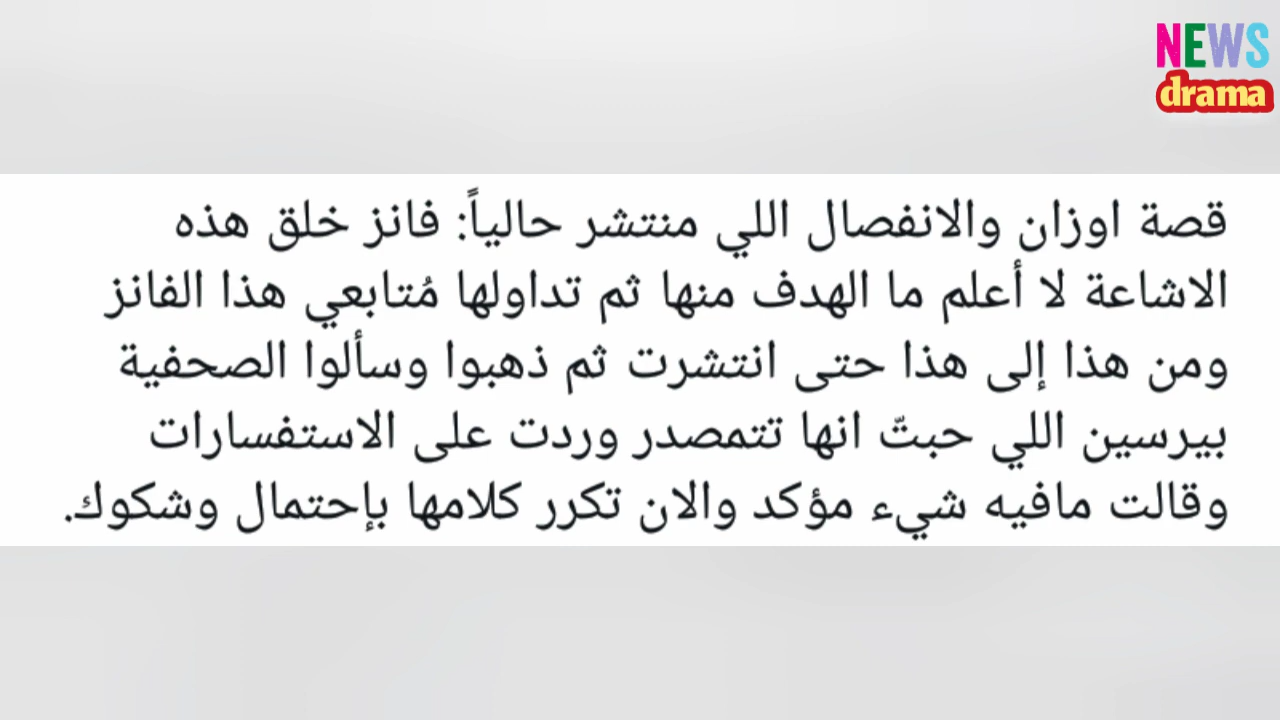 NEWS
drama
قصة اوزان والانفصال اللي منتشر حالياً: فانز خلق هذه
الاشاعة لا أعلم ما الهدف منها ثم تداولها مُتابعي هذا الفانز
ومن هذا إلى هذا حتى انتشرت ثم ذهبوا وسألوا الصحفية
بيرسين اللي حبتّ انها تتمصدر وردت على الاستفسارات
وقالت مافيه شيء مؤكد والان تكرر كلامها بإحتمال وشكوك.